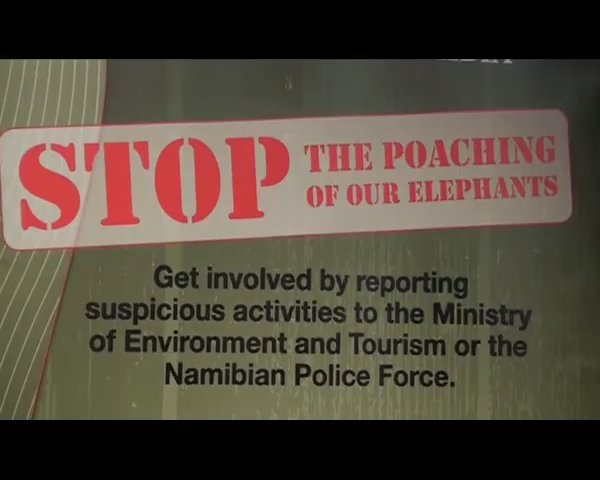 STOP THE POACHING
OF OUR ELEPHANTS
Get involved by reporting
suspicious activities to the Ministry
of Environment and Tourism or the
Namibian Police Force.